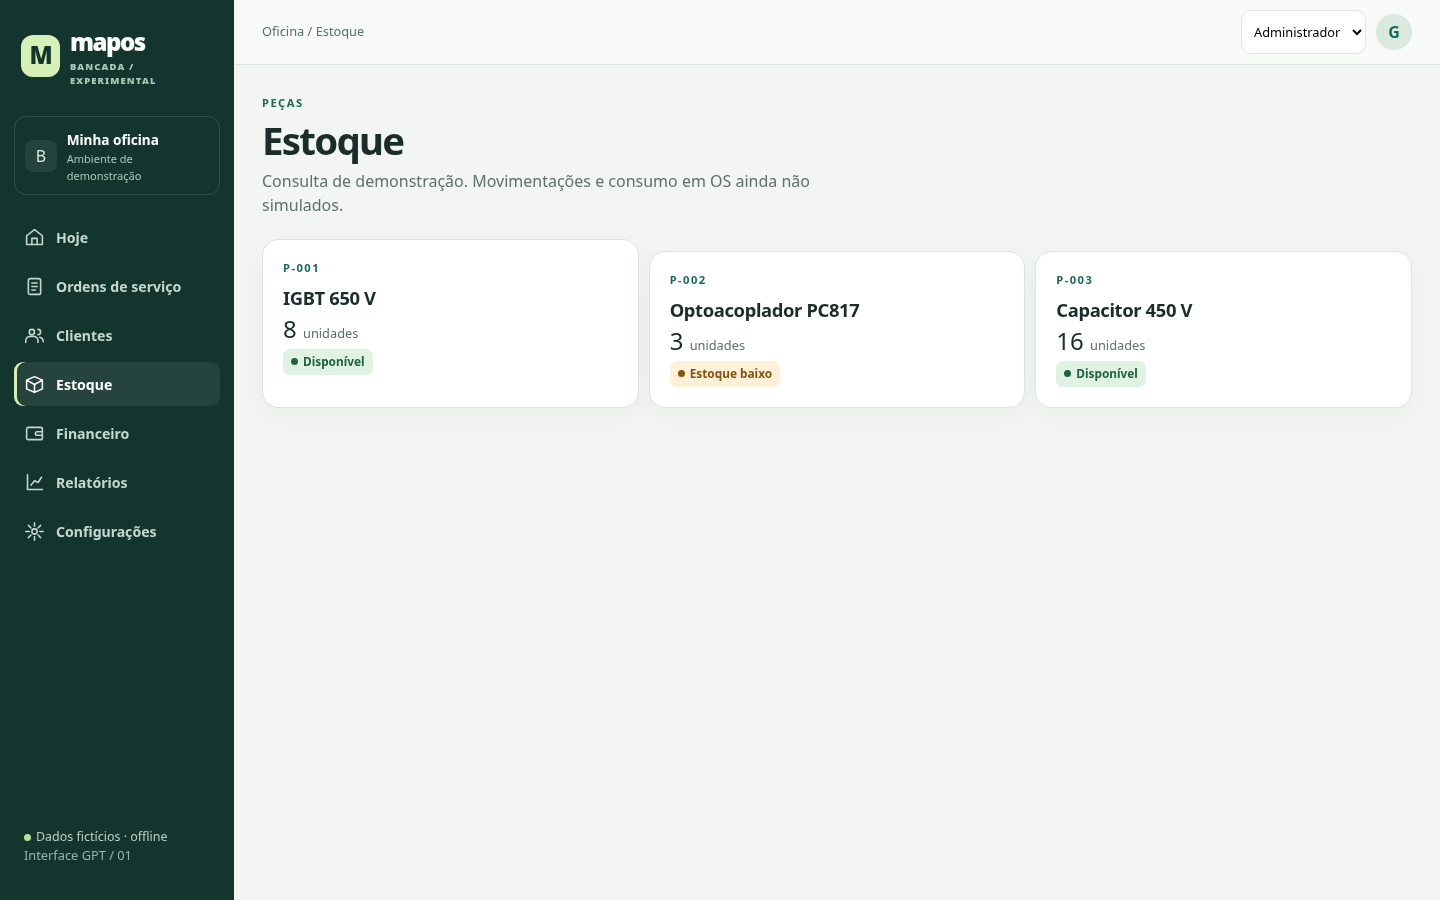 M
mapos
BANCADA /
EXPERIMENTAL
B
Minha oficina
Ambiente de
demonstração
Hoje
Ordens de serviço
Clientes
Estoque
Financeiro
Relatórios
Configurações
Dados fictícios · offline
Interface GPT / 01
Oficina / Estoque
Administrador
G
PEÇAS
Estoque
Consulta de demonstração. Movimentações e consumo em OS ainda não
simulados.
P-001
IGBT 650 V
8 unidades
Disponível
P-002
Optoacoplador PC817
3 unidades
Estoque baixo
P-003
Capacitor 450 V
16 unidades
Disponível